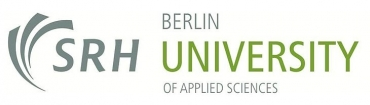 SRH BERLIN
UNIVERSITY
OF APPLIED SCIENCES